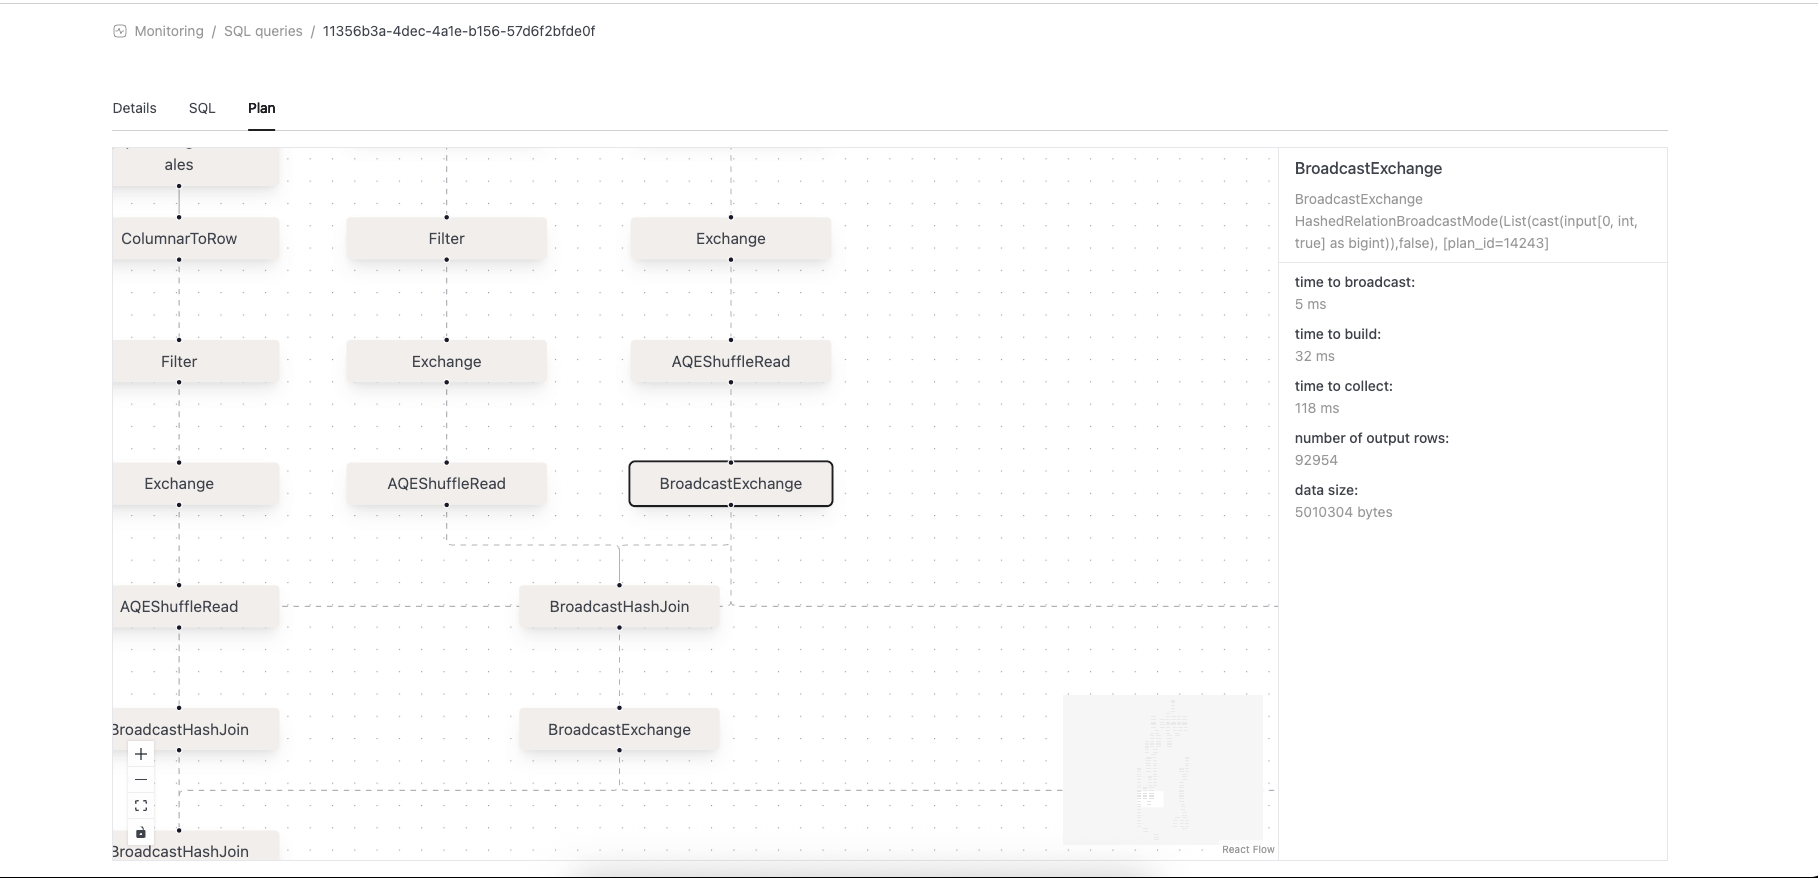 Monitoring / SQL queries / 11356b3a-4dec-4a1e-b156-57d6f2bfde0f
Details SQL Plan
ales
ColumnarToRow
Filter
Exchange
Filter
Exchange
AQEShuffleRead
Exchange
AQEShuffleRead
BroadcastExchange
AQEShuffleRead
BroadcastHashJoin
BroadcastHashJoin
BroadcastExchange
BroadcastHashJoin
React Flow
BroadcastExchange
BroadcastExchange
HashedRelationBroadcastMode(List(cast(input[0, int,
true] as bigint)),false), [plan_id=14243]
time to broadcast:
5 ms
time to build:
32 ms
time to collect:
118 ms
number of output rows:
92954
data size:
5010304 bytes